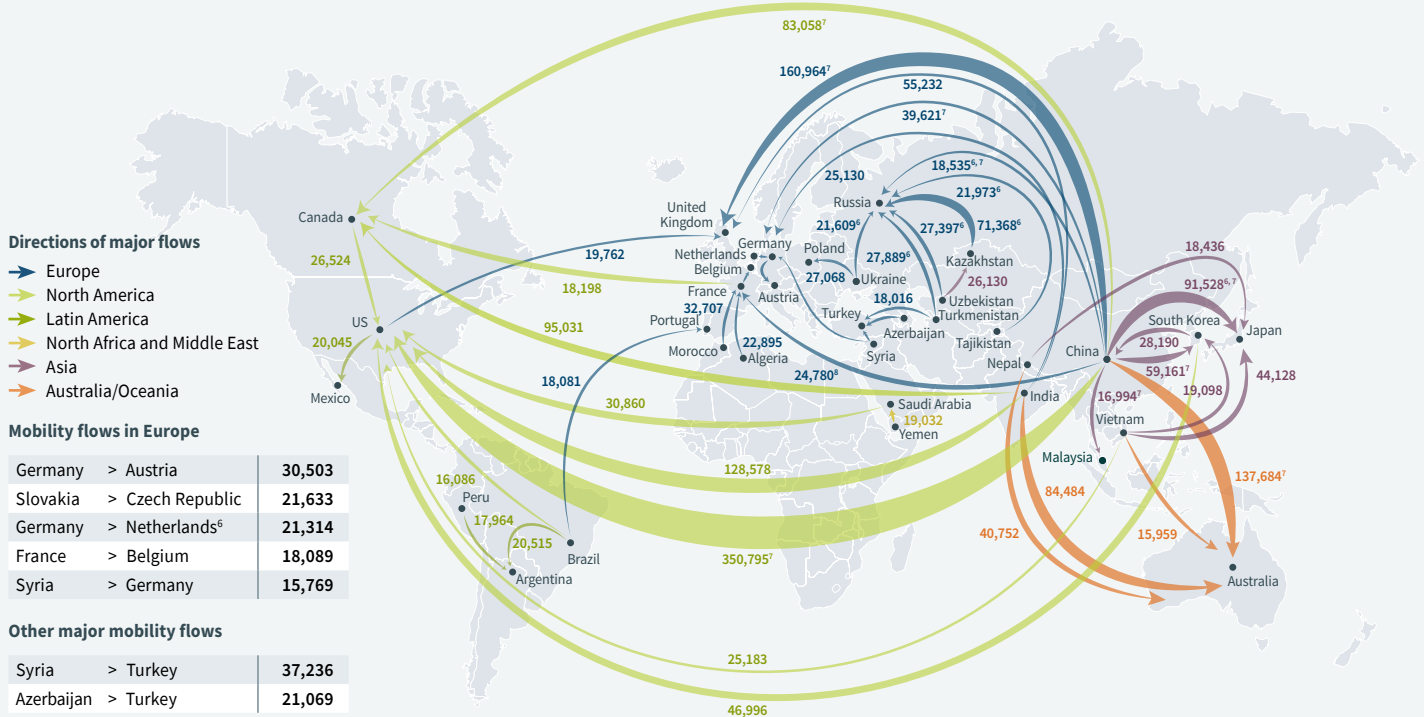 83,058⁷
160,964⁷
55,232
39,621⁷
25,130
18,535⁶,⁷
21,973⁶
Canada
United
Kingdom
Russia
21,609⁶
27,397⁶
71,368⁶
Directions of major flows
Europe
North America
Latin America
North Africa and Middle East
Asia
Australia/Oceania
26,524
19,762
Netherlands
Germany
Poland
Belgium
27,068
27,889⁶
Kazakhstan
18,436
18,198
France
Austria
Ukraine
26,130
91,528⁶,⁷
US
95,031
32,707
Portugal
18,016
Turkey
Uzbekistan
Turkmenistan
Azerbaijan
Tajikistan
South Korea
Japan
20,045
Morocco
22,895
Algeria
Syria
Nepal
China
28,190
59,161⁷
Mexico
18,081
24,780⁸
30,860
Saudi Arabia
19,032
Yemen
India
16,994⁷
19,098
44,128
Vietnam
Malaysia
Mobility flows in Europe
Germany > Austria 30,503
Slovakia > Czech Republic 21,633
Germany > Netherlands⁶ 21,314
France > Belgium 18,089
Syria > Germany 15,769
128,578
16,086
Peru
17,964
20,515
Brazil
Argentina
350,795⁷
84,484
137,684⁷
40,752
15,959
Australia
Other major mobility flows
Syria > Turkey 37,236
Azerbaijan > Turkey 21,069
25,183
46,996